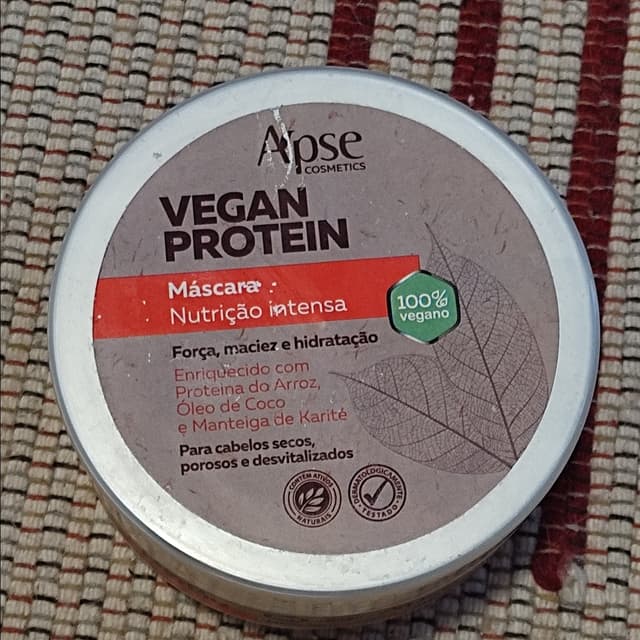 Apse
COSMETICS
VEGAN
PROTEIN
Máscara
Nutrição intensa
100%
vegano
Força, maciez e hidratação
Enriquecido com
Proteína do Arroz,
Óleo de Coco
e Manteiga de Karité
Para cabelos secos,
porosos e desvitalizados
CONTÉM ATIVOS
NATURAIS
DERMATOLOGICAMENTE
TESTADO